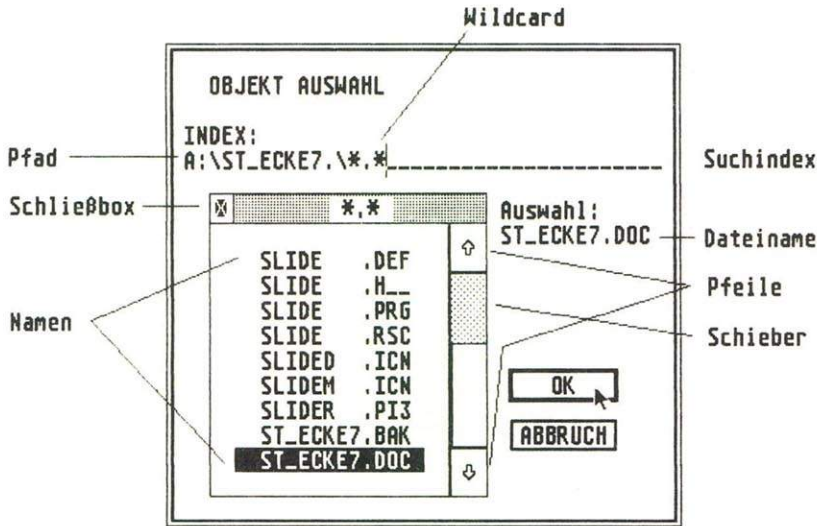 Wildcard
OBJEKT AUSWAHL
INDEX:
Pfad
A:\ST_ECKE7.\*.*
Suchindex
Schließbox
*.*
Auswahl:
ST_ECKE7.DOC
Dateiname
SLIDE .DEF
Pfeile
SLIDE .H__
Namen
SLIDE .PRG
Schieber
SLIDE .RSC
SLIDED .ICN
SLIDEM .ICN
OK
SLIDER .PI3
ST_ECKE7.BAK
ABBRUCH
ST_ECKE7.DOC